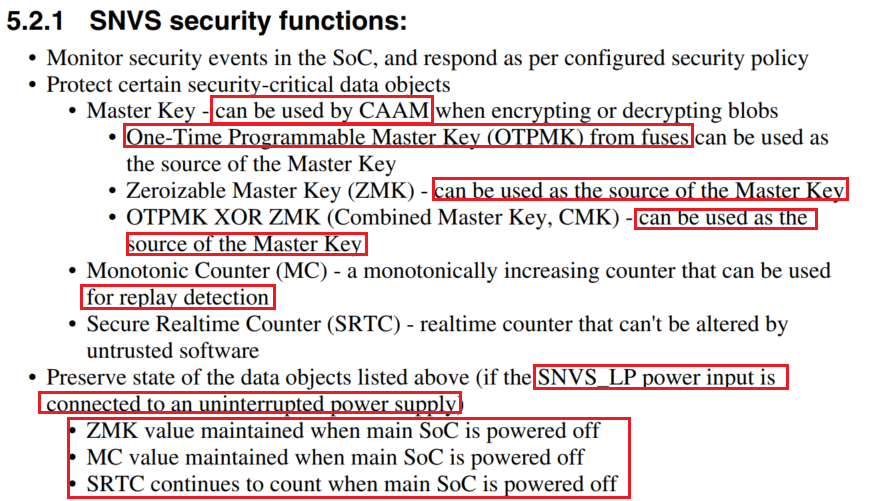 5.2.1 SNVS security functions:
• Monitor security events in the SoC, and respond as per configured security policy
• Protect certain security-critical data objects
• Master Key - can be used by CAAM when encrypting or decrypting blobs
• One-Time Programmable Master Key (OTPMK) from fuses can be used as
the source of the Master Key
• Zeroizable Master Key (ZMK) - can be used as the source of the Master Key
• OTPMK XOR ZMK (Combined Master Key, CMK) - can be used as the
source of the Master Key
• Monotonic Counter (MC) - a monotonically increasing counter that can be used
for replay detection
• Secure Realtime Counter (SRTC) - realtime counter that can't be altered by
untrusted software
• Preserve state of the data objects listed above (if the SNVS_LP power input is
connected to an uninterrupted power supply)
• ZMK value maintained when main SoC is powered off
• MC value maintained when main SoC is powered off
• SRTC continues to count when main SoC is powered off